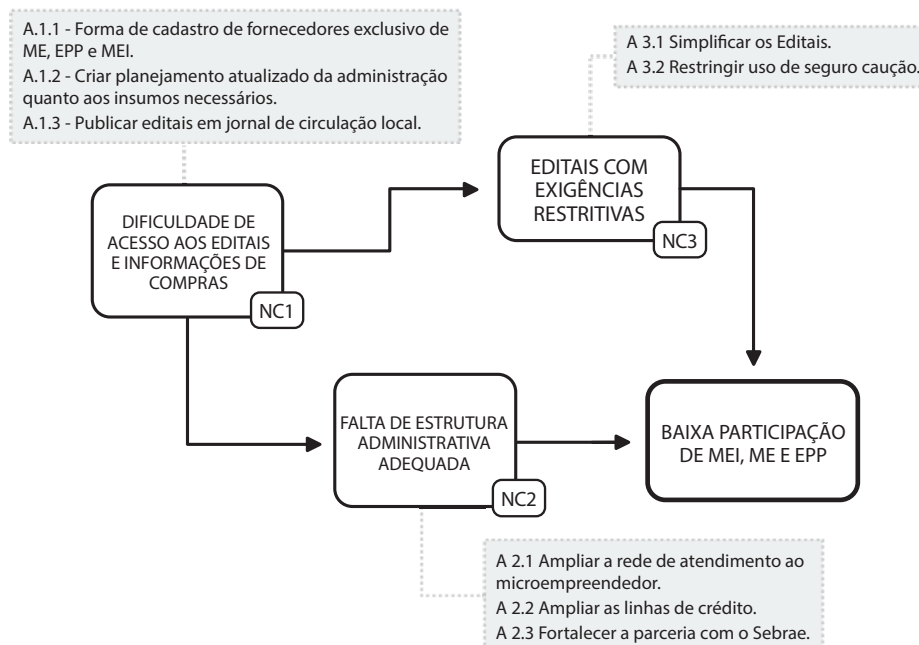 A.1.1 - Forma de cadastro de fornecedores exclusivo de
ME, EPP e MEI.
A.1.2 - Criar planejamento atualizado da administração
quanto aos insumos necessários.
A.1.3 - Publicar editais em jornal de circulação local.
A 3.1 Simplificar os Editais.
A 3.2 Restringir uso de seguro caução.
DIFICULDADE DE
ACESSO AOS EDITAIS
E INFORMAÇÕES DE
COMPRAS
NC1
EDITAIS COM
EXIGÊNCIAS
RESTRITIVAS
NC3
FALTA DE ESTRUTURA
ADMINISTRATIVA
ADEQUADA
NC2
BAIXA PARTICIPAÇÃO
DE MEI, ME E EPP
A 2.1 Ampliar a rede de atendimento ao
microempreendedor.
A 2.2 Ampliar as linhas de crédito.
A 2.3 Fortalecer a parceria com o Sebrae.